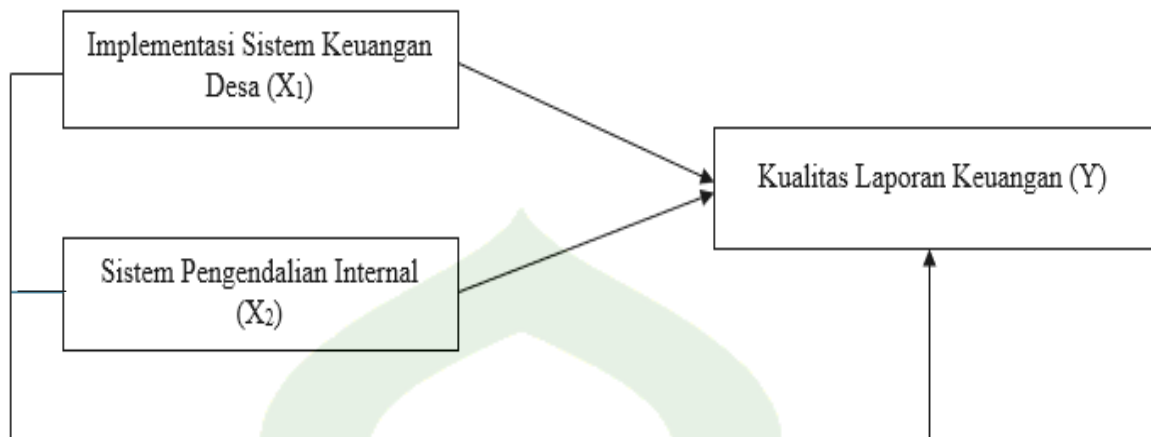 Implementasi Sistem Keuangan
Desa (X₁)
Kualitas Laporan Keuangan (Y)
Sistem Pengendalian Internal
(X₂)